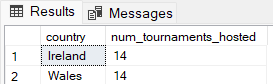 Results Messages
country num_tournaments_hosted
1 Ireland 14
2 Wales 14